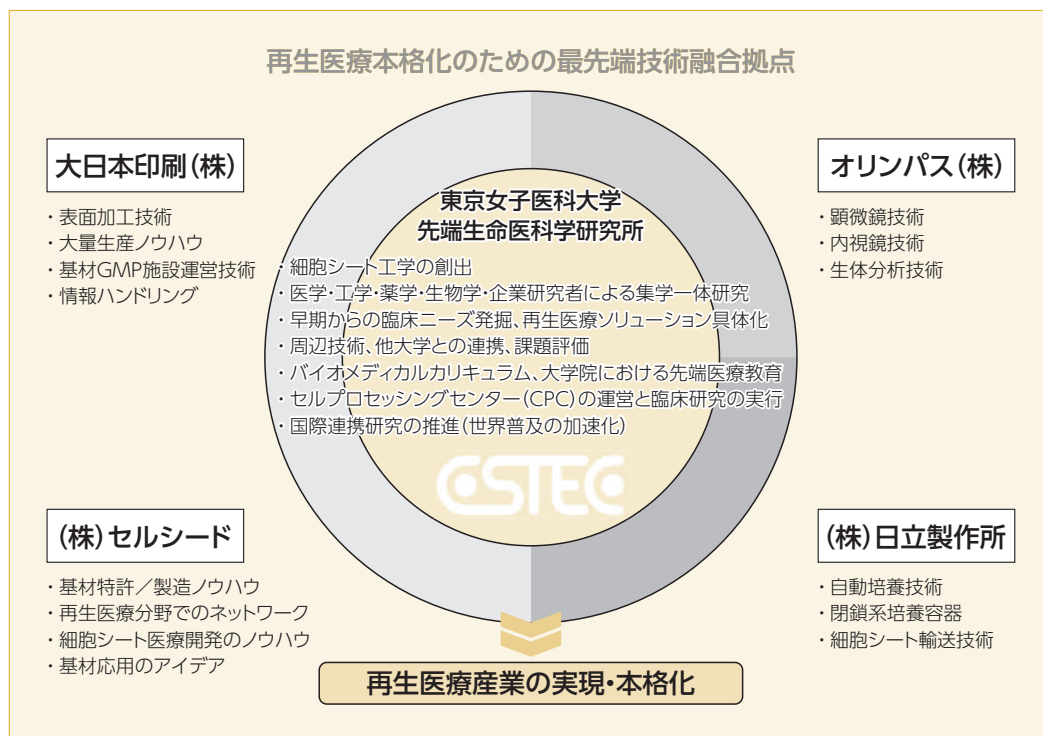 再生医療本格化のための最先端技術融合拠点
大日本印刷(株)
・表面加工技術
・大量生産ノウハウ
・基材GMP施設運営技術
・情報ハンドリング
オリンパス(株)
・顕微鏡技術
・内視鏡技術
・生体分析技術
東京女子医科大学
先端生命医科学研究所
・細胞シート工学の創出
・医学・工学・薬学・生物学・企業研究者による集学一体研究
・早期からの臨床ニーズ発掘、再生医療ソリューション具体化
・周辺技術、他大学との連携、課題評価
・バイオメディカルカリキュラム、大学院における先端医療教育
・セルプロセッシングセンター(CPC)の運営と臨床研究の実行
・国際連携研究の推進(世界普及の加速化)
CSTEC
(株)セルシード
・基材特許/製造ノウハウ
・再生医療分野でのネットワーク
・細胞シート医療開発のノウハウ
・基材応用のアイデア
(株)日立製作所
・自動培養技術
・閉鎖系培養容器
・細胞シート輸送技術
再生医療産業の実現・本格化